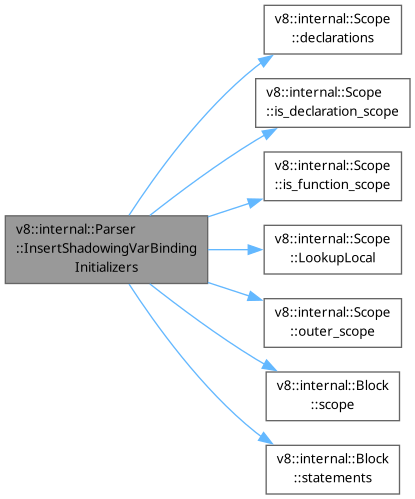 v8::internal::Scope
::declarations
v8::internal::Scope
::is_declaration_scope
v8::internal::Scope
::is_function_scope
v8::internal::Parser
::InsertShadowingVarBinding
Initializers
v8::internal::Scope
::LookupLocal
v8::internal::Scope
::outer_scope
v8::internal::Block
::scope
v8::internal::Block
::statements